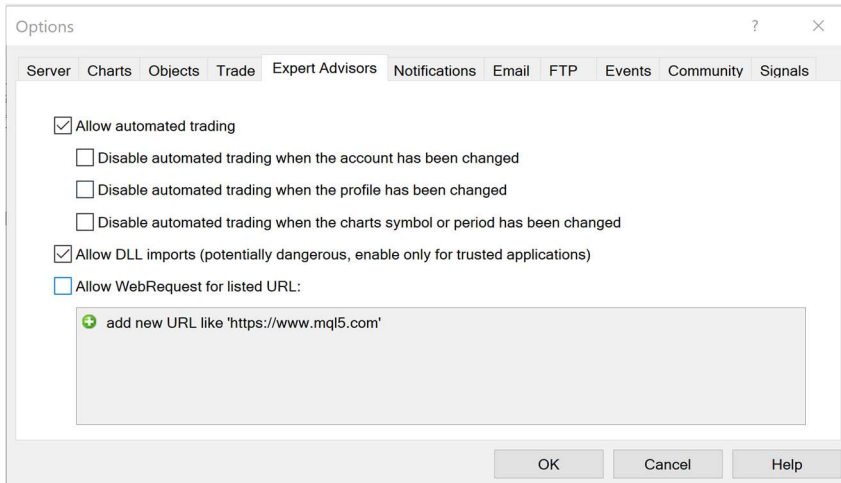 Options
Server Charts Objects Trade Expert Advisors Notifications Email FTP Events Community Signals
Allow automated trading
Disable automated trading when the account has been changed
Disable automated trading when the profile has been changed
Disable automated trading when the charts symbol or period has been changed
Allow DLL imports (potentially dangerous, enable only for trusted applications)
Allow WebRequest for listed URL:
add new URL like 'https://www.mql5.com'
OK Cancel Help